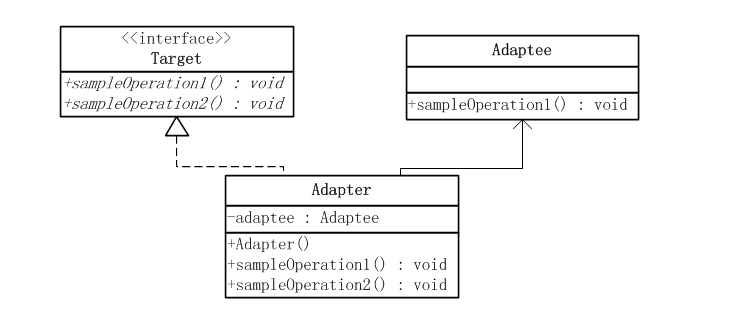 <<interface>>
Target
+sampleOperation1() : void
+sampleOperation2() : void
Adaptee
+sampleOperation1() : void
Adapter
-adaptee : Adaptee
+Adapter()
+sampleOperation1() : void
+sampleOperation2() : void